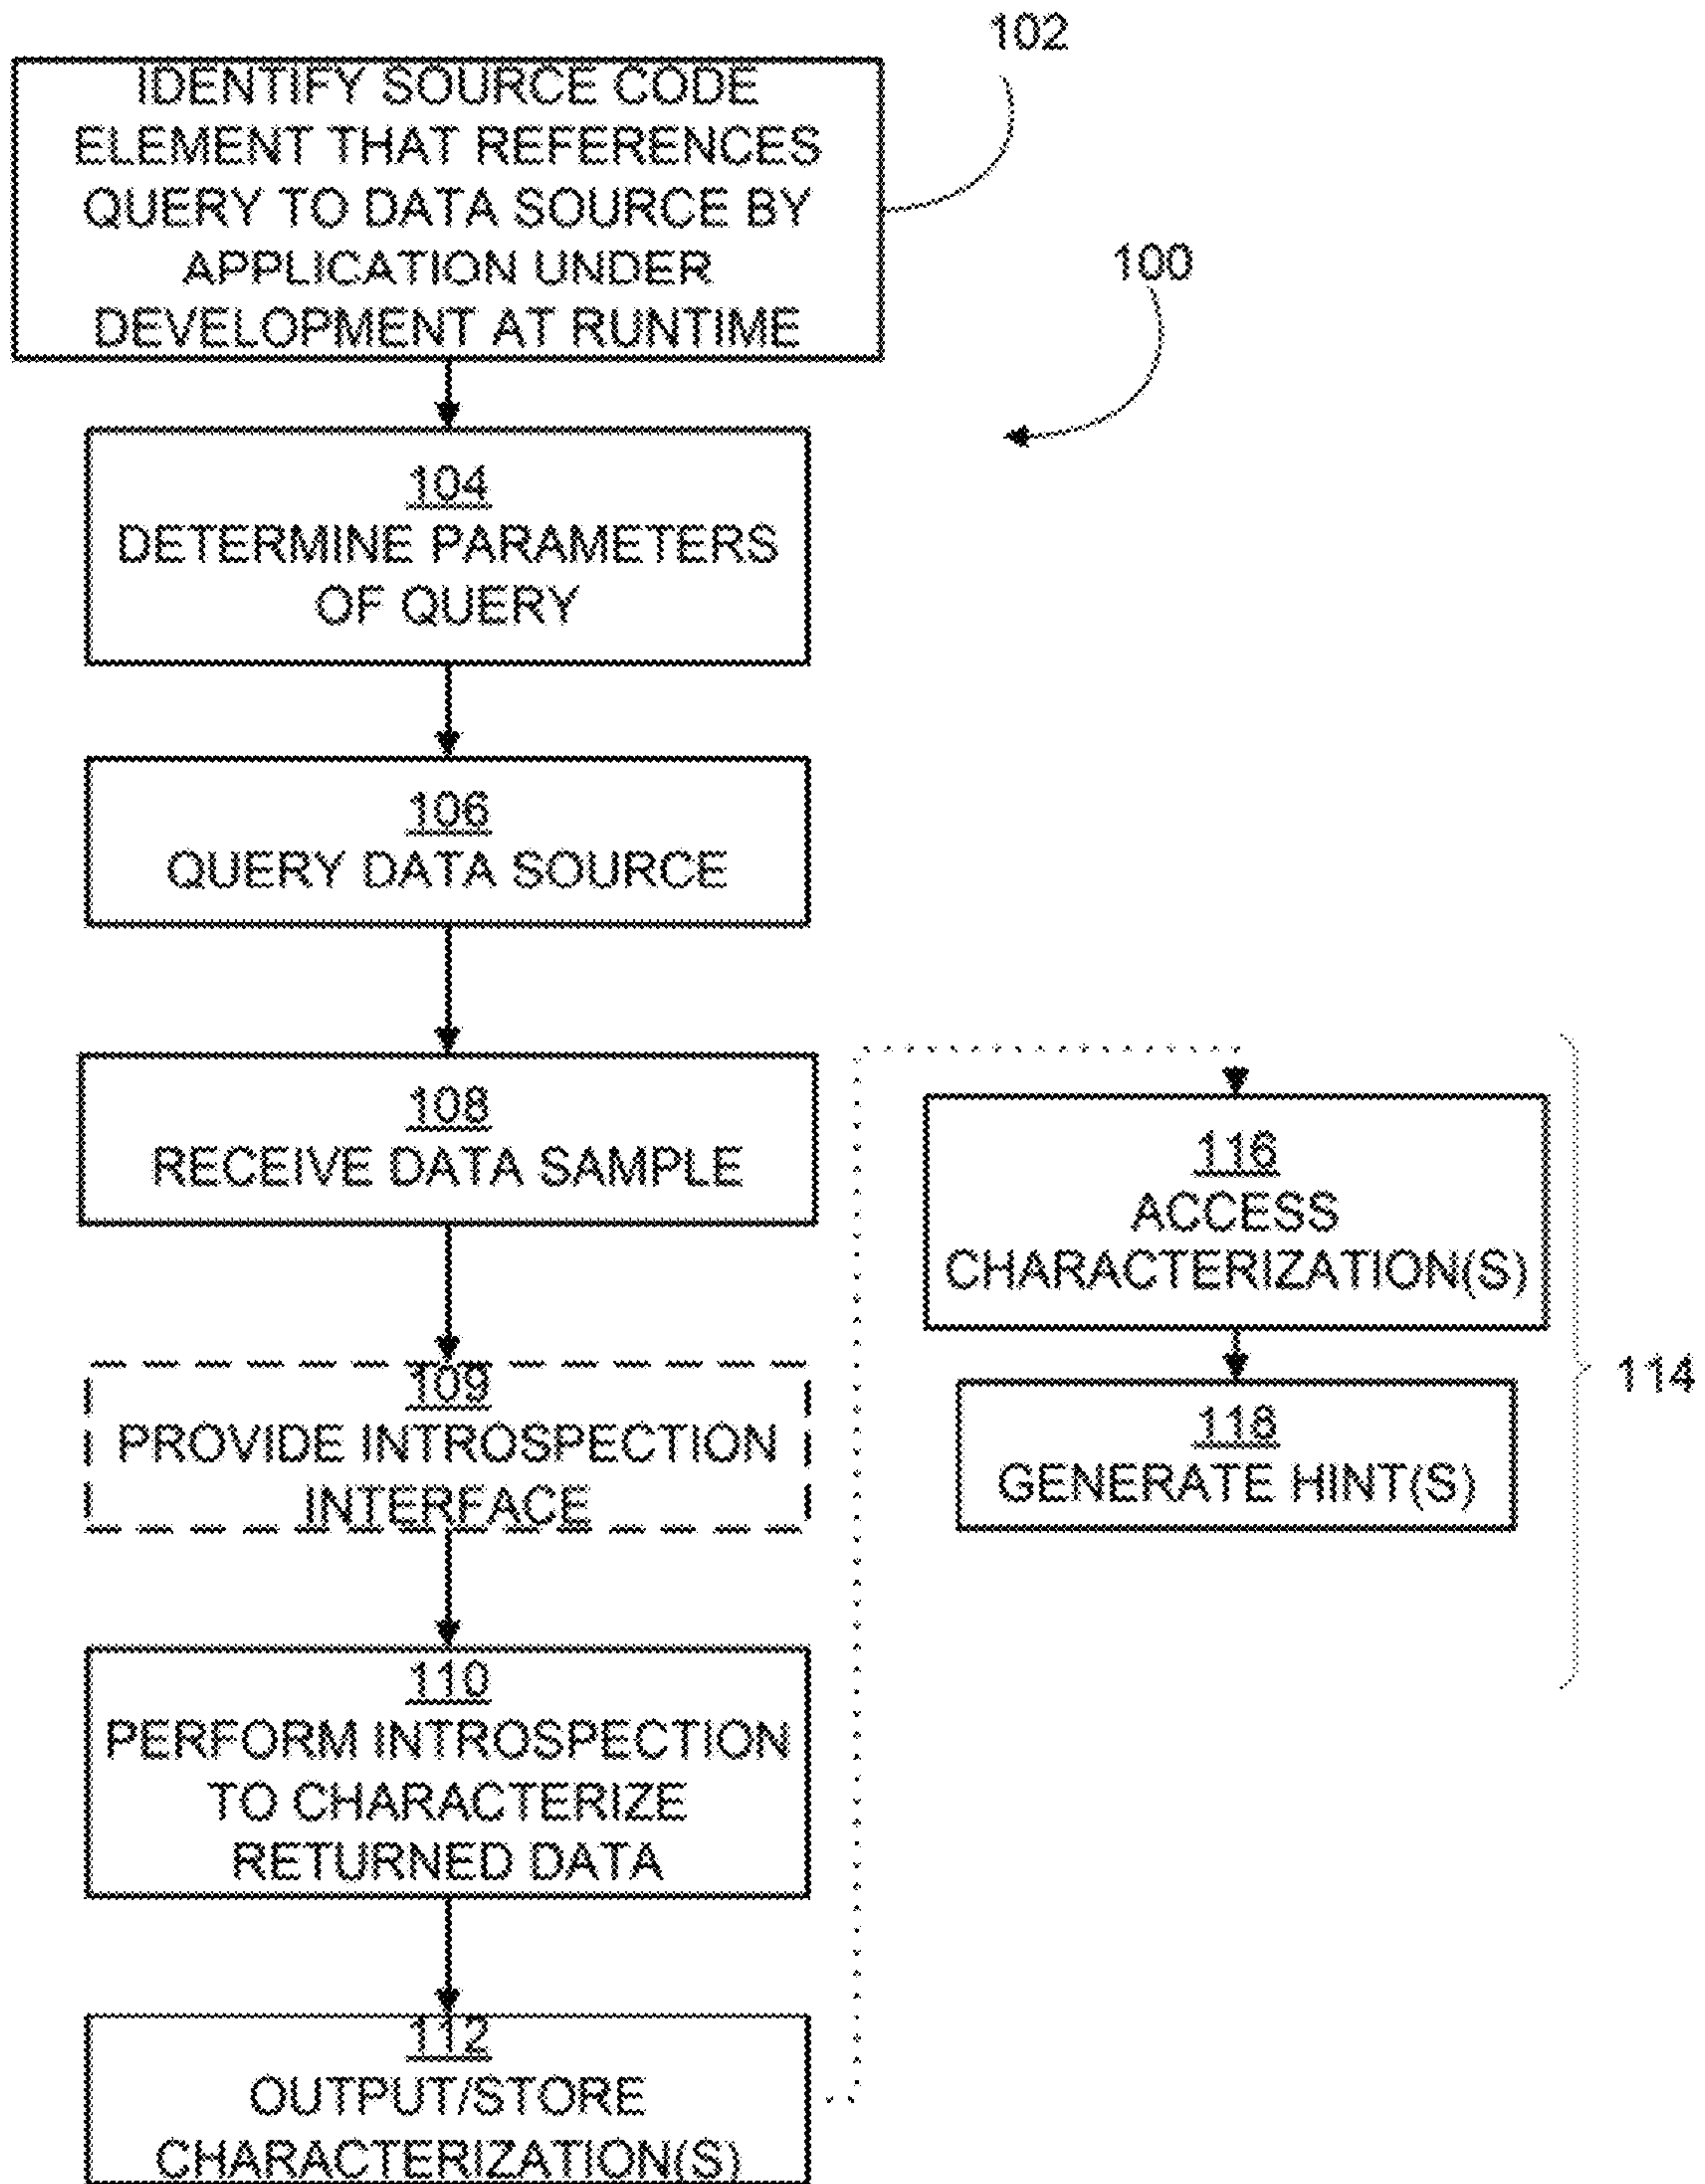 102
IDENTIFY SOURCE CODE
ELEMENT THAT REFERENCES
QUERY TO DATA SOURCE BY
APPLICATION UNDER
DEVELOPMENT AT RUNTIME
100
104
DETERMINE PARAMETERS
OF QUERY
106
QUERY DATA SOURCE
108
RECEIVE DATA SAMPLE
109
PROVIDE INTROSPECTION
INTERFACE
110
PERFORM INTROSPECTION
TO CHARACTERIZE
RETURNED DATA
112
OUTPUT/STORE
CHARACTERIZATION(S)
116
ACCESS
CHARACTERIZATION(S)
118
GENERATE HINT(S)
114